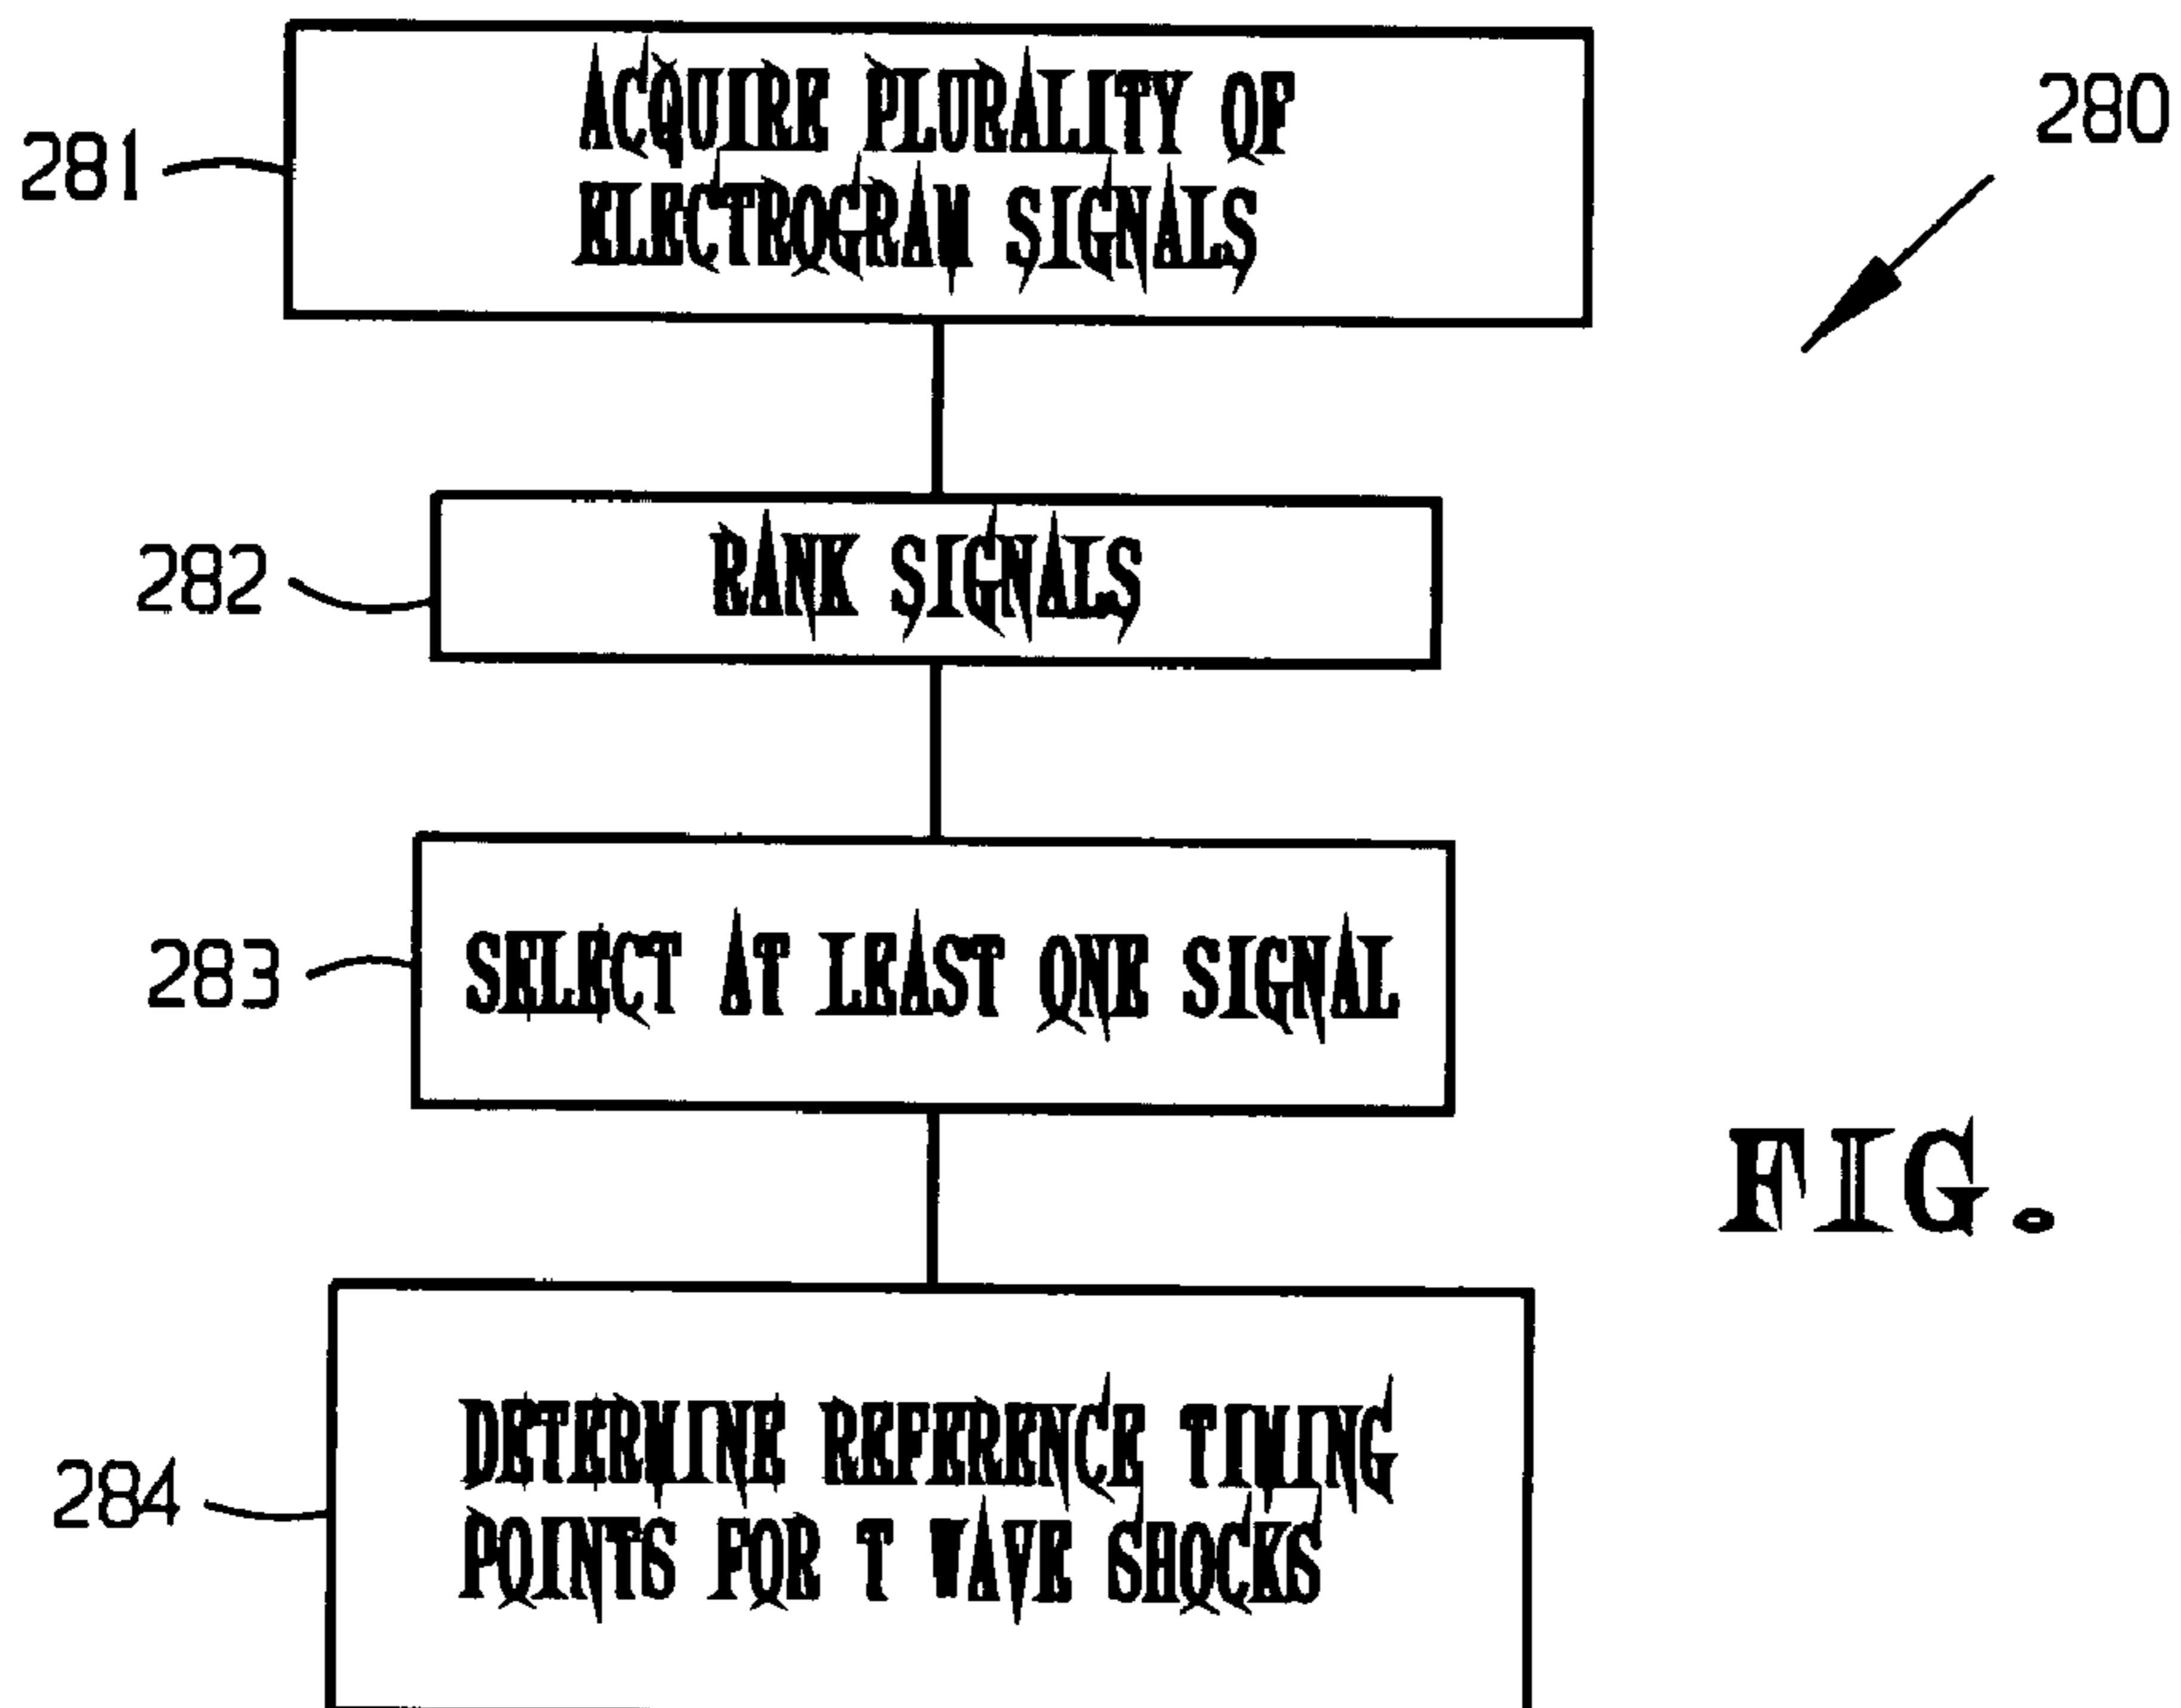 280
281
ACQUIRE PLURALITY OF
ELECTROGRAM SIGNALS
282
RANK SIGNALS
283
SELECT AT LEAST ONE SIGNAL
FIG.
284
DETERMINE REFERENCE TIMING
POINTS FOR T WAVE SHOCKS